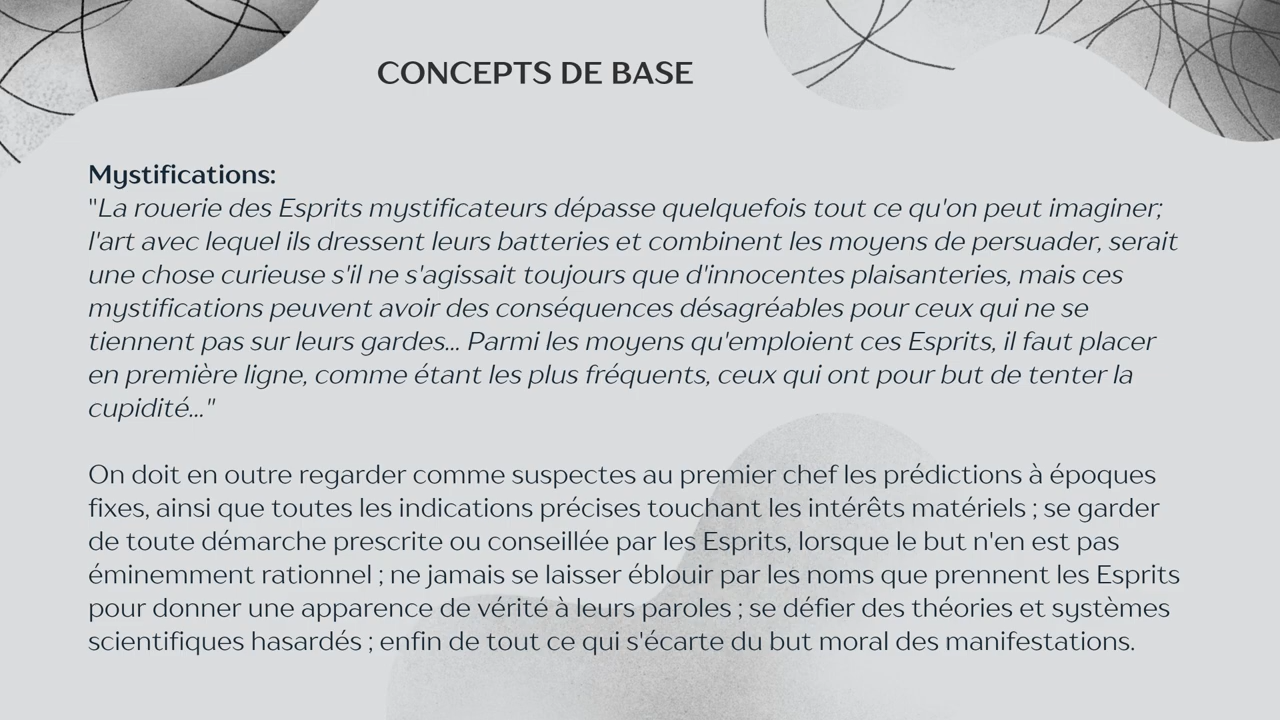 CONCEPTS DE BASE
Mystifications:
"La rouerie des Esprits mystificateurs dépasse quelquefois tout ce qu'on peut imaginer;
l'art avec lequel ils dressent leurs batteries et combinent les moyens de persuader, serait
une chose curieuse s'il ne s'agissait toujours que d'innocentes plaisanteries, mais ces
mystifications peuvent avoir des conséquences désagréables pour ceux qui ne se
tiennent pas sur leurs gardes... Parmi les moyens qu'emploient ces Esprits, il faut placer
en première ligne, comme étant les plus fréquents, ceux qui ont pour but de tenter la
cupidité..."
On doit en outre regarder comme suspectes au premier chef les prédictions à époques
fixes, ainsi que toutes les indications précises touchant les intérêts matériels ; se garder
de toute démarche prescrite ou conseillée par les Esprits, lorsque le but n'en est pas
éminemment rationnel ; ne jamais se laisser éblouir par les noms que prennent les Esprits
pour donner une apparence de vérité à leurs paroles ; se défier des théories et systèmes
scientifiques hasardés ; enfin de tout ce qui s'écarte du but moral des manifestations.